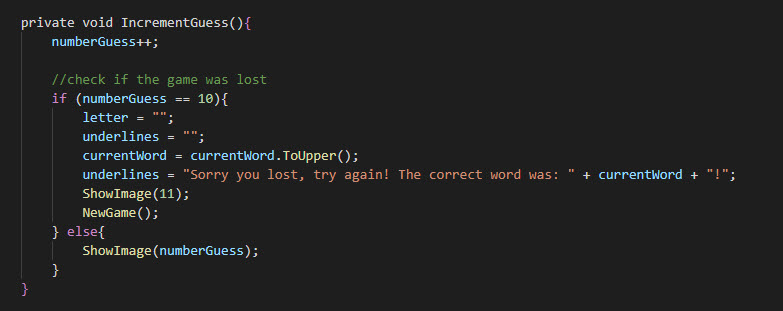 private void IncrementGuess(){
    numberGuess++;

    //check if the game was lost
    if (numberGuess == 10){
        letter = "";
        underlines = "";
        currentWord = currentWord.ToUpper();
        underlines = "Sorry you lost, try again! The correct word was: " + currentWord + "!";
        ShowImage(11);
        NewGame();
    } else{
        ShowImage(numberGuess);
    }
}